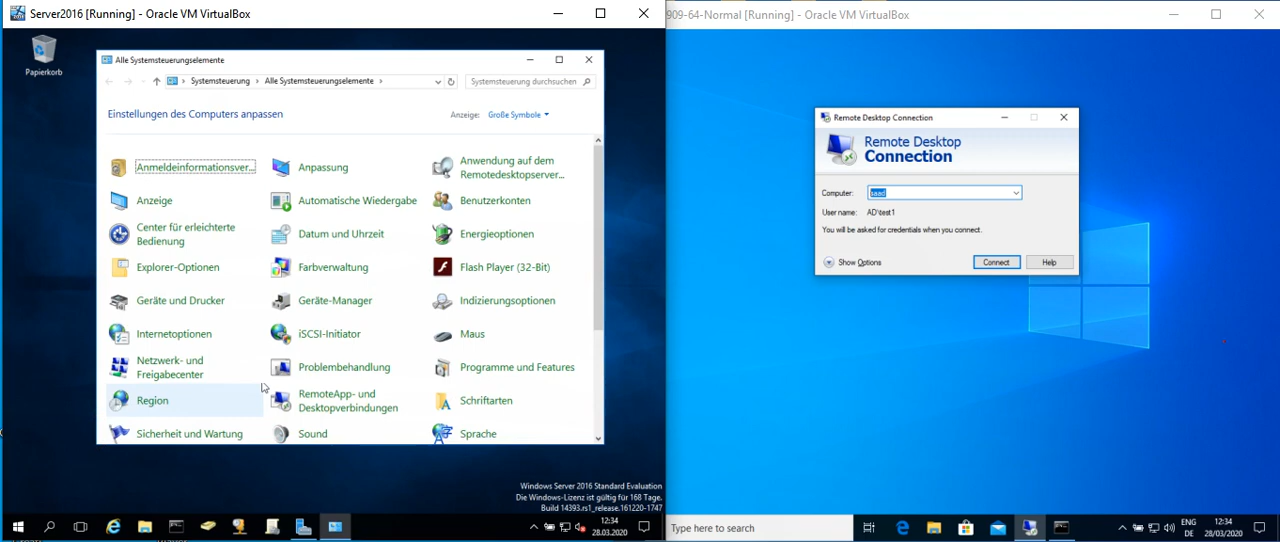 Server2016 [Running] - Oracle VM VirtualBox
909-64-Normal [Running] - Oracle VM VirtualBox
Papierkorb
Alle Systemsteuerungselemente
Systemsteuerung
Alle Systemsteuerungselemente
Systemsteuerung durchsuchen
Einstellungen des Computers anpassen
Anzeige: Große Symbole
Anmeldeinformationsver...
Anpassung
Anwendung auf dem
Remotedesktopserver...
Anzeige
Automatische Wiedergabe
Benutzerkonten
Center für erleichterte
Bedienung
Datum und Uhrzeit
Energieoptionen
Explorer-Optionen
Farbverwaltung
Flash Player (32-Bit)
Geräte und Drucker
Geräte-Manager
Indizierungsoptionen
Internetoptionen
iSCSI-Initiator
Maus
Netzwerk- und
Freigabecenter
Problembehandlung
Programme und Features
Region
RemoteApp- und
Desktopverbindungen
Schriftarten
Sicherheit und Wartung
Sound
Sprache
Windows Server 2016 Standard Evaluation
Die Windows-Lizenz ist gültig für 168 Tage.
Build 14393.rs1_release.161220-1747
12:34
28.03.2020
Remote Desktop Connection
Remote Desktop
Connection
Computer: saad
User name: AD\test1
You will be asked for credentials when you connect.
Show Options
Connect
Help
Type here to search
ENG
DE
12:34
28/03/2020